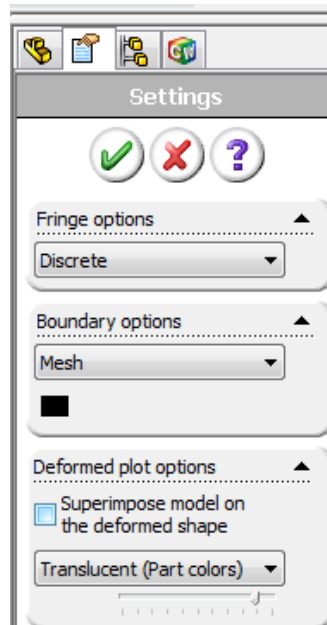 Settings
?
Fringe options
Discrete
Boundary options
Mesh
Deformed plot options
Superimpose model on
the deformed shape
Translucent (Part colors)